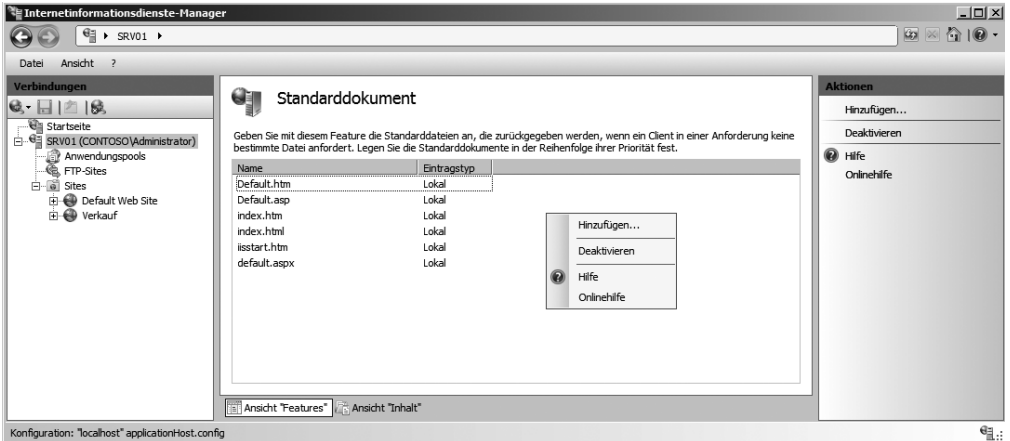 Internetinformationsdienste-Manager
SRV01
Datei Ansicht ?
Verbindungen
Startseite
SRV01 (CONTOSO\Administrator)
Anwendungspools
FTP-Sites
Sites
Default Web Site
Verkauf
Standarddokument
Geben Sie mit diesem Feature die Standarddateien an, die zurückgegeben werden, wenn ein Client in einer Anforderung keine
bestimmte Datei anfordert. Legen Sie die Standarddokumente in der Reihenfolge ihrer Priorität fest.
Name Eintragstyp
Default.htm Lokal
Default.asp Lokal
index.htm Lokal
index.html Lokal
iisstart.htm Lokal
default.aspx Lokal
Hinzufügen...
Deaktivieren
Hilfe
Onlinehilfe
Ansicht "Features" Ansicht "Inhalt"
Aktionen
Hinzufügen...
Deaktivieren
Hilfe
Onlinehilfe
Konfiguration: "localhost" applicationHost.config